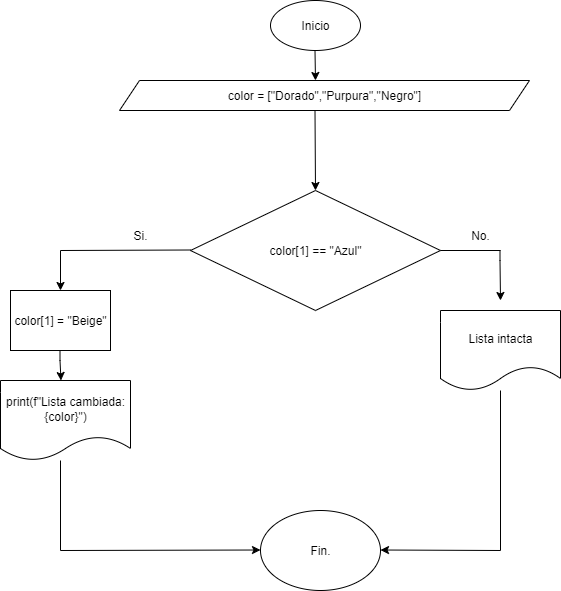 Inicio
color = ["Dorado","Purpura","Negro"]
Si.
No.
color[1] == "Azul"
color[1] = "Beige"
Lista intacta
print(f"Lista cambiada:
{color}")
Fin.